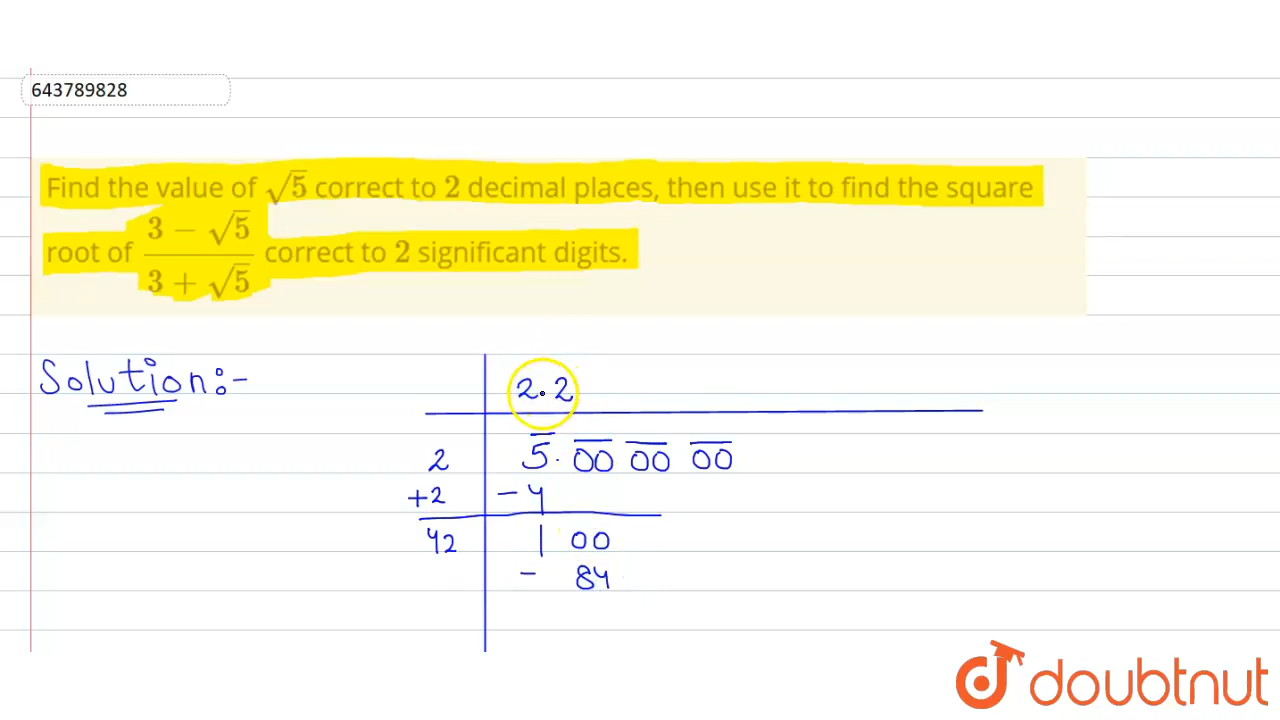 643789828
Find the value of √5 correct to 2 decimal places, then use it to find the square
root of (3 − √5)/(3 + √5) correct to 2 significant digits.
Solution:-
2.2
2 5. 00 00 00
+2 - 4
42 1 00
- 84
doubtnut